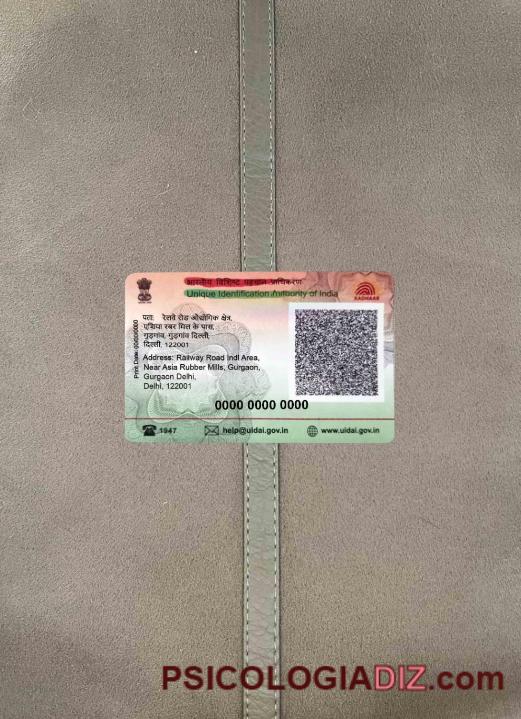 भारतीय विशिष्ट पहचान प्राधिकरण
Unique Identification Authority of India
AADHAAR
पता: रेलवे रोड औद्योगिक क्षेत्र,
एशिया रबर मिल के पास,
गुड़गांव, गुड़गांव दिल्ली,
दिल्ली, 122001
Print Date: 00/00/0000
Address: Railway Road Indl Area,
Near Asia Rubber Mills, Gurgaon,
Gurgaon Delhi,
Delhi, 122001
0000 0000 0000
1947 help@uidai.gov.in www.uidai.gov.in
PSICOLOGIADIZ.com